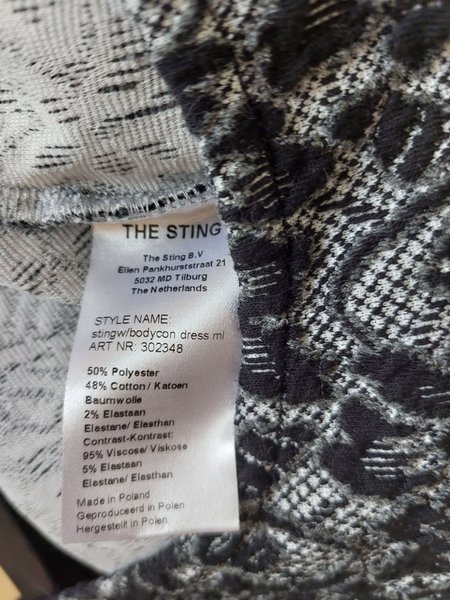 THE STING
The Sting B.V
Ellen Pankhurststraat 21
5032 MD Tilburg
The Netherlands
STYLE NAME:
stingw/bodycon dress ml
ART NR: 302348
50% Polyester
48% Cotton / Katoen
Baumwolle
2% Elastaan
Elastane/ Elasthan
Contrast-Kontrast:
95% Viscose/ Viskose
5% Elastaan
Elastane/ Elasthan
Made in Poland
Geproduceerd in Polen
Hergestellt in Polen